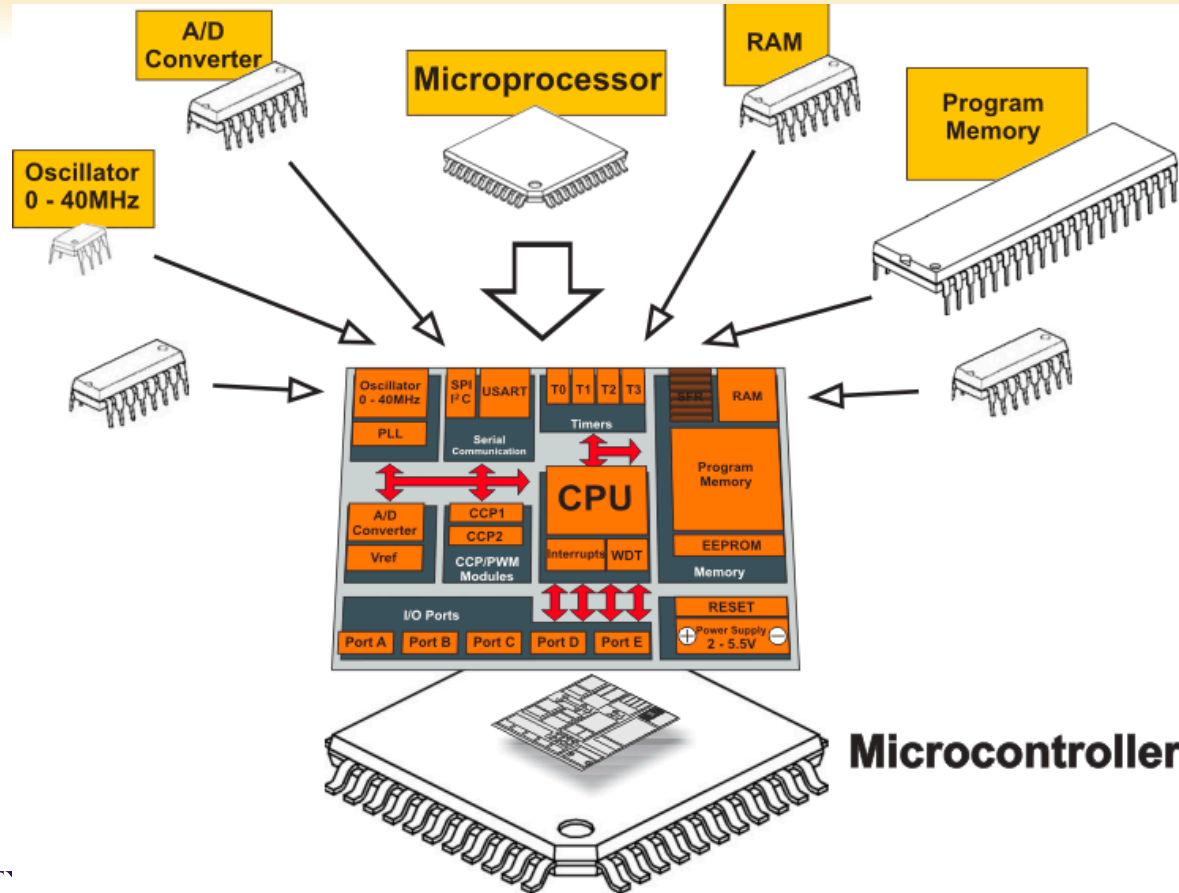 A/D
Converter
Microprocessor
RAM
Program
Memory
Oscillator
0 - 40MHz
Oscillator
0 - 40MHz
PLL
SPI
I²C
USART
Serial
Communication
T0 T1 T2 T3
Timers
SFR
RAM
Program
Memory
EEPROM
Memory
A/D
Converter
Vref
CCP1
CCP2
CCP/PWM
Modules
CPU
Interrupts
WDT
I/O Ports
Port A Port B Port C Port D Port E
RESET
+ Power Supply -
2 - 5.5V
Microcontroller